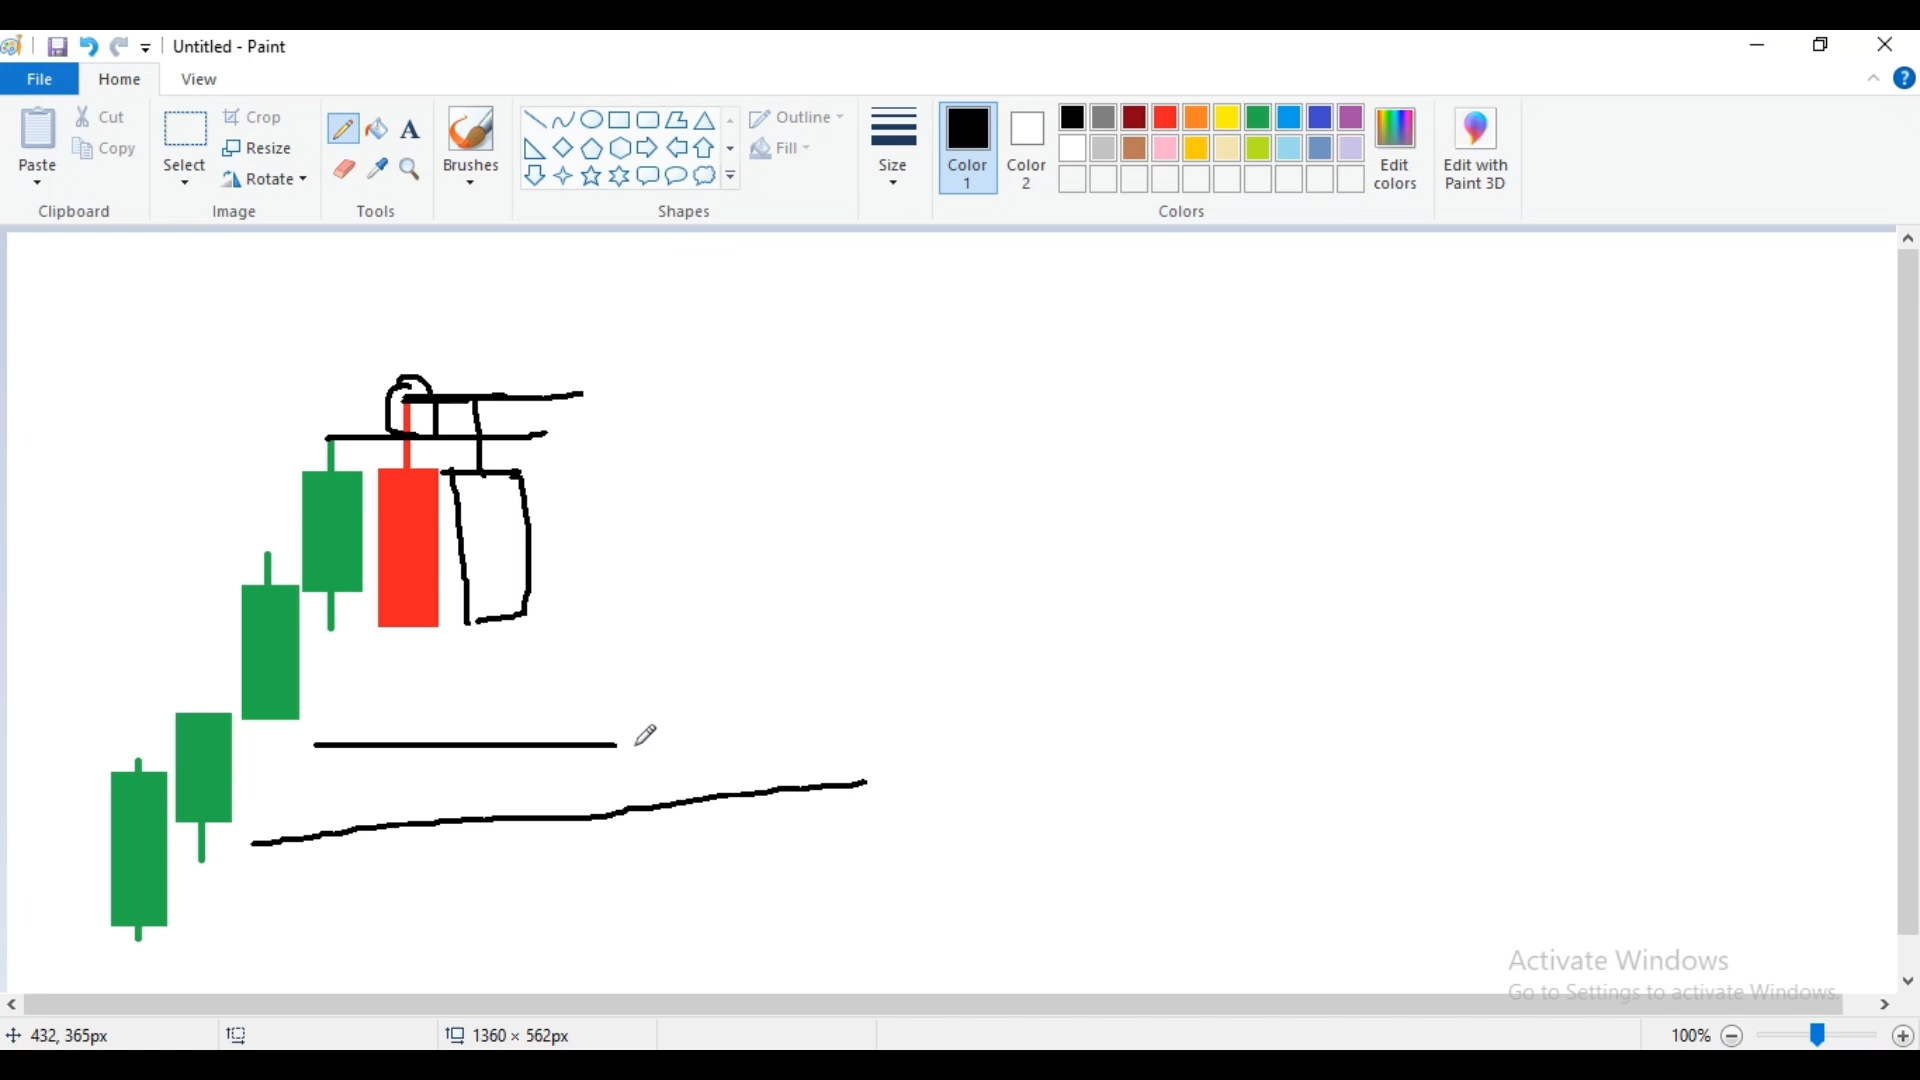 Untitled - Paint
File
Home
View
Paste
Cut
Copy
Clipboard
Select
Crop
Resize
Rotate
Image
A
Tools
Brushes
Shapes
Outline
Fill
Size
Color 1
Color 2
Colors
Edit colors
Edit with Paint 3D
?
Activate Windows
Go to Settings to activate Windows.
432, 365px
1360 × 562px
100%